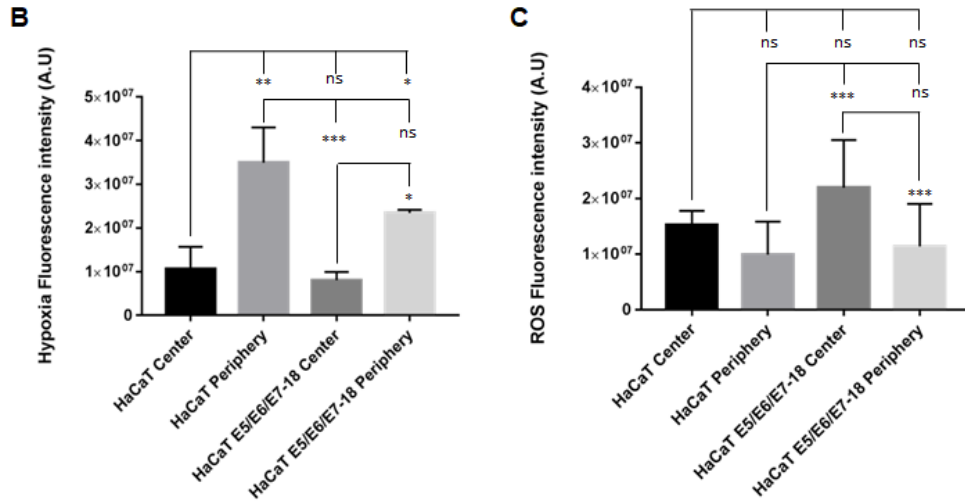 B
Hypoxia Fluorescence intensity (A.U)
** ns *
*** ns
*
5×10⁰⁷
4×10⁰⁷
3×10⁰⁷
2×10⁰⁷
1×10⁰⁷
0
HaCaT Center
HaCaT Periphery
HaCaT E5/E6/E7-18 Center
HaCaT E5/E6/E7-18 Periphery
C
ROS Fluorescence intensity (A.U)
ns ns ns
*** ns
***
4×10⁰⁷
3×10⁰⁷
2×10⁰⁷
1×10⁰⁷
0
HaCaT Center
HaCaT Periphery
HaCaT E5/E6/E7-18 Center
HaCaT E5/E6/E7-18 Periphery